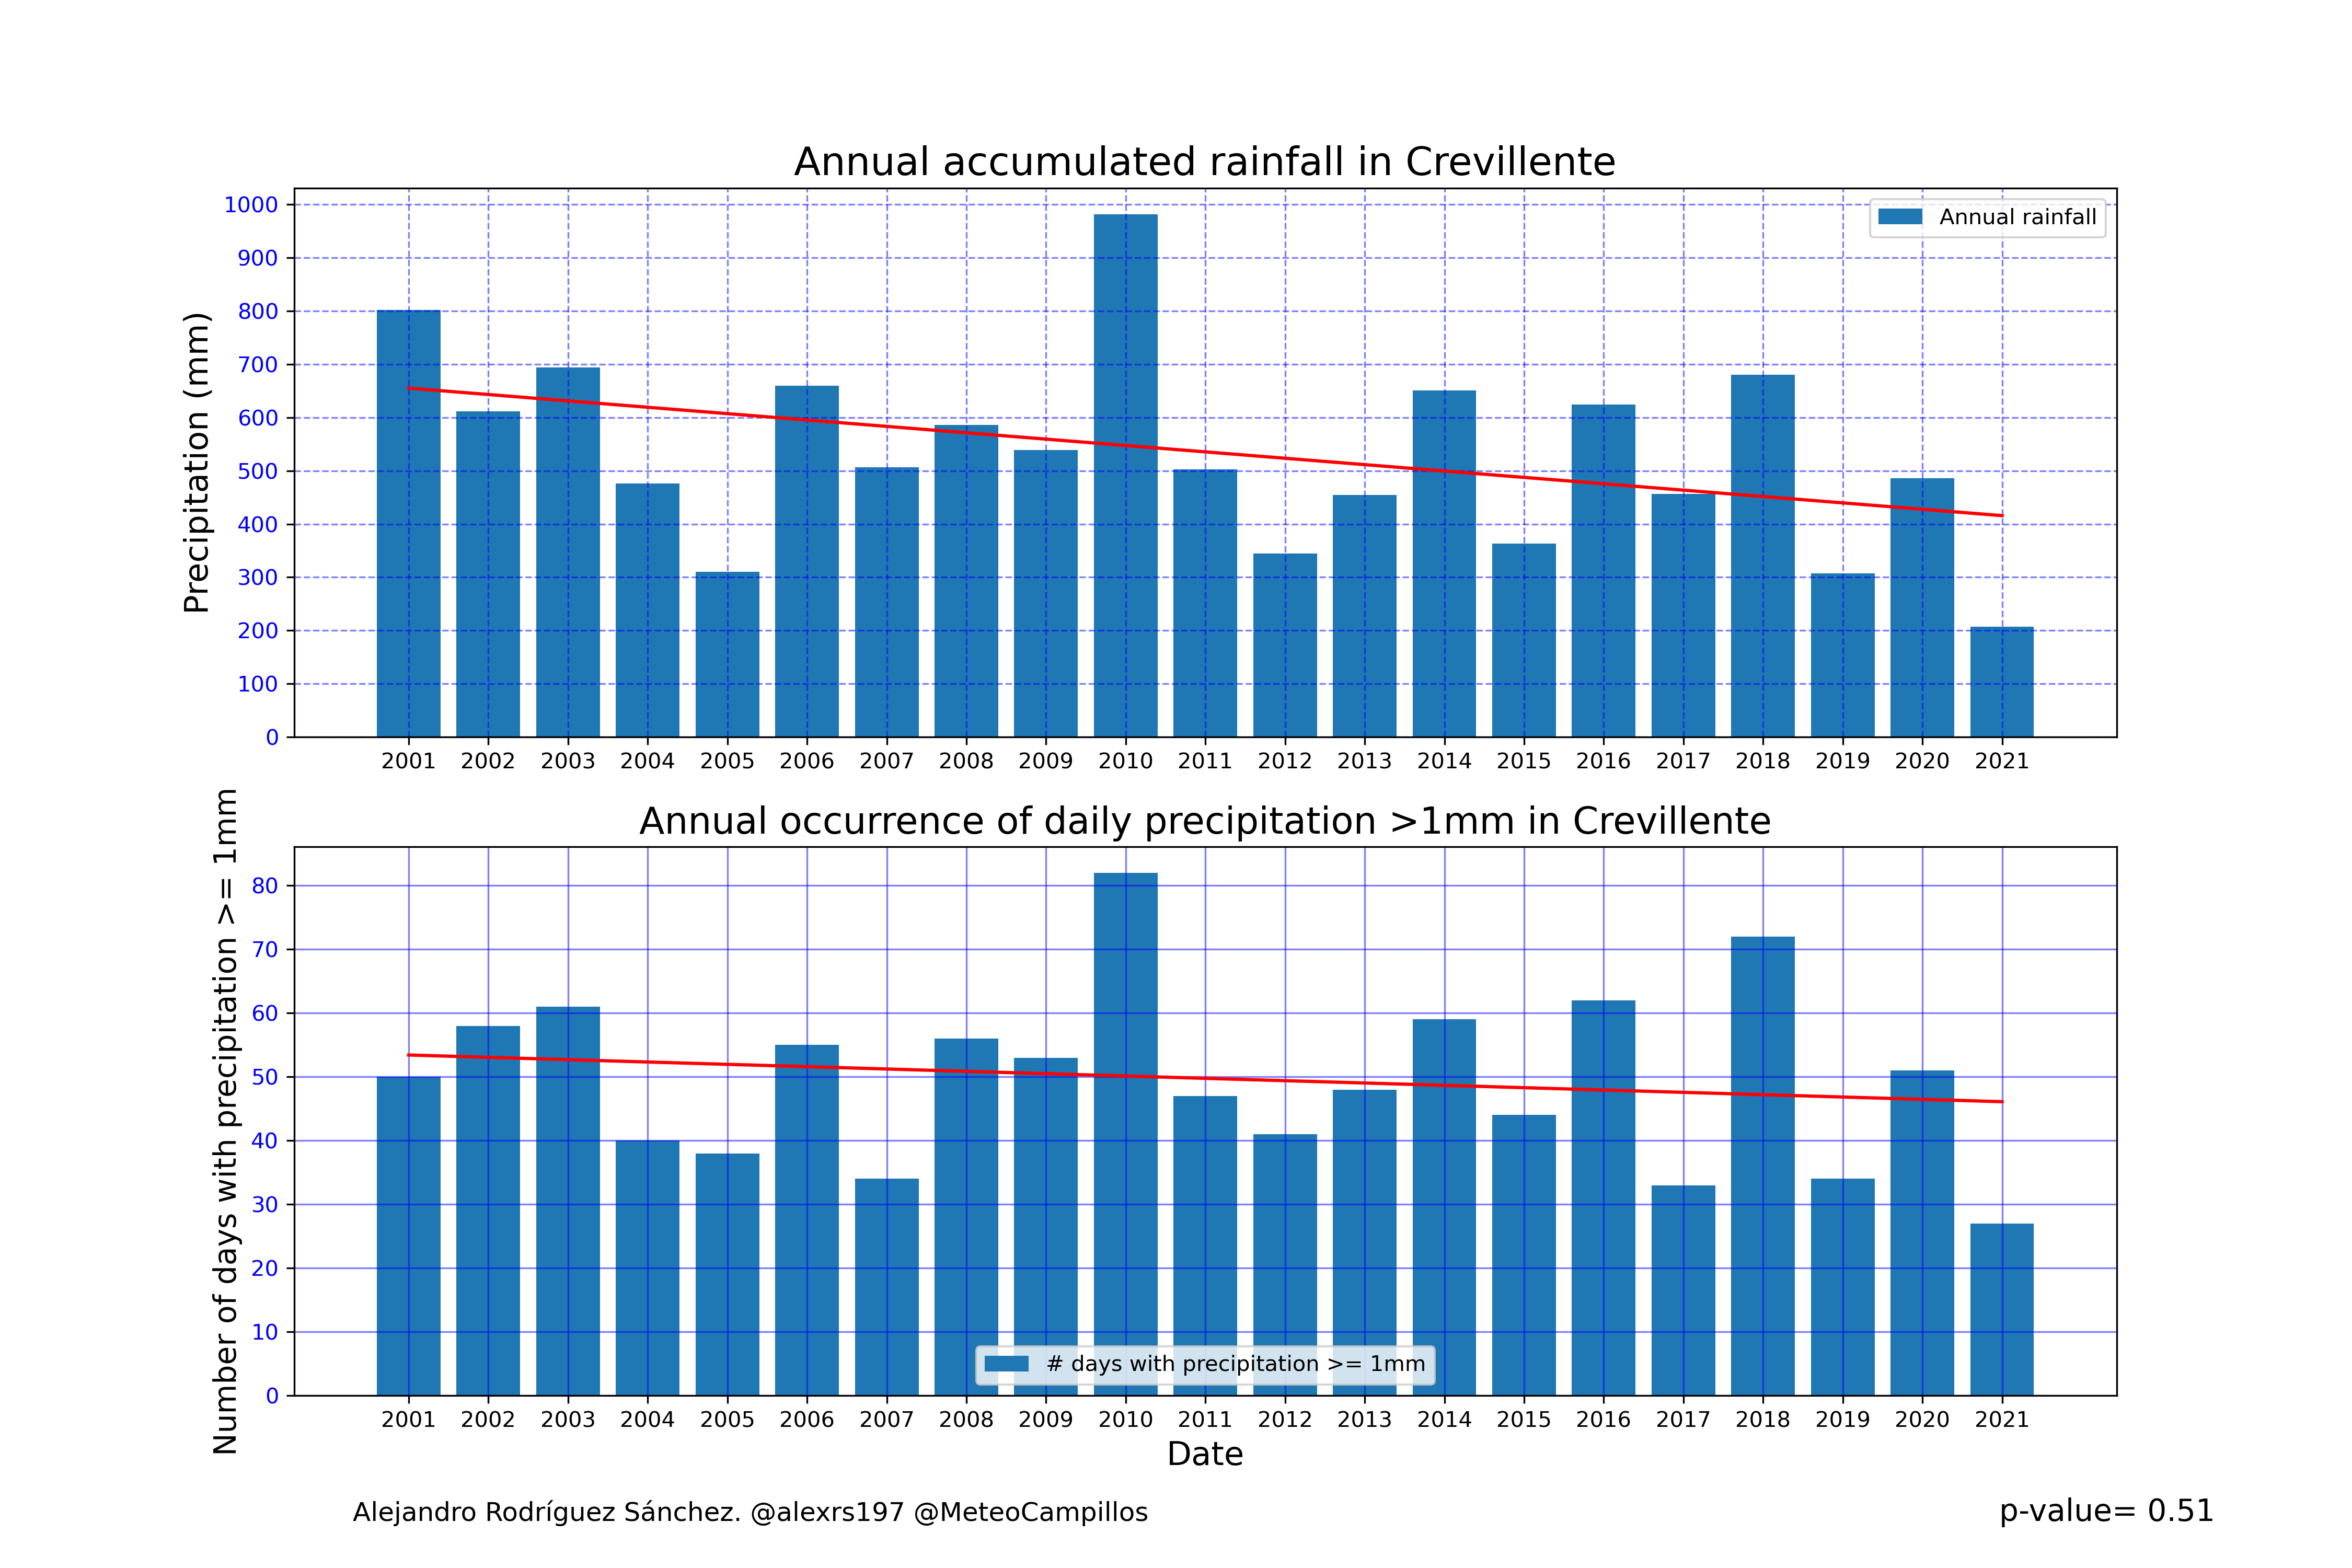 Annual accumulated rainfall in Crevillente
Precipitation (mm)
1000
900
800
700
600
500
400
300
200
100
0
Annual rainfall
2001 2002 2003 2004 2005 2006 2007 2008 2009 2010 2011 2012 2013 2014 2015 2016 2017 2018 2019 2020 2021
Annual occurrence of daily precipitation >1mm in Crevillente
Number of days with precipitation >= 1mm
80
70
60
50
40
30
20
10
0
# days with precipitation >= 1mm
2001 2002 2003 2004 2005 2006 2007 2008 2009 2010 2011 2012 2013 2014 2015 2016 2017 2018 2019 2020 2021
Date
Alejandro Rodríguez Sánchez. @alexrs197 @MeteoCampillos
p-value= 0.51